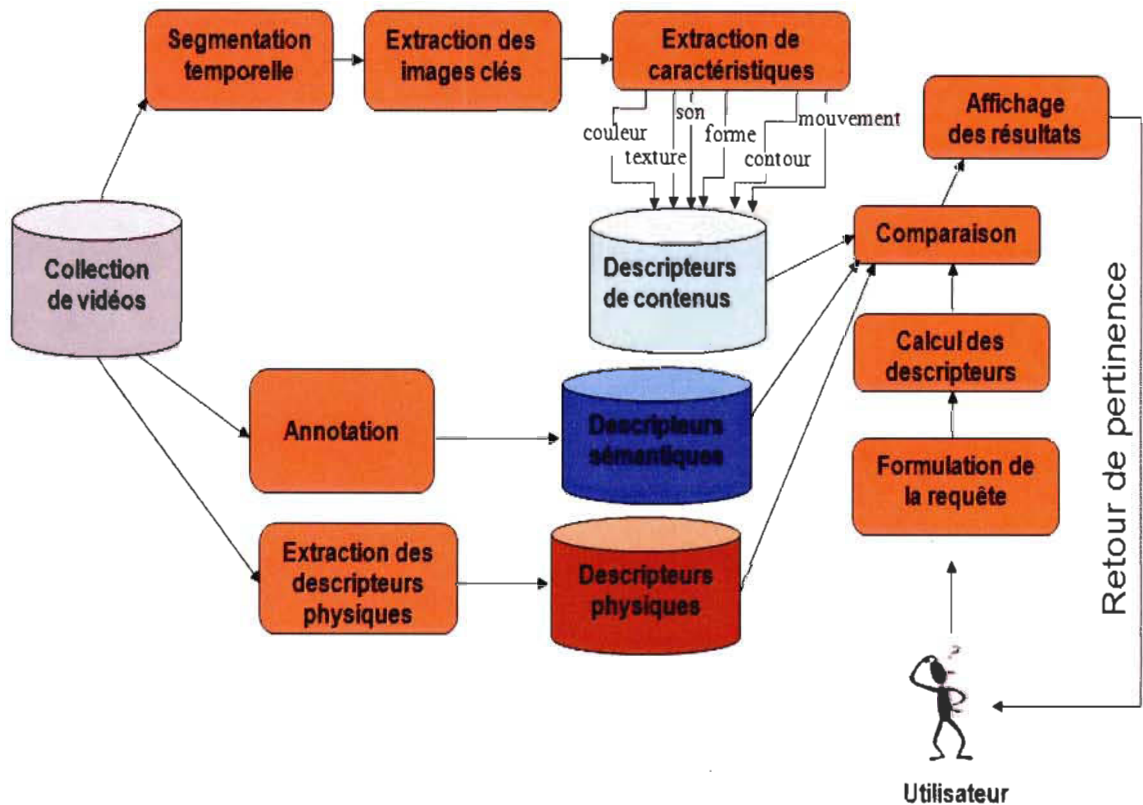 Segmentation
temporelle
Extraction des
images clés
Extraction de
caractéristiques
couleur
texture
son
forme
contour
mouvement
Affichage
des résultats
Collection
de vidéos
Descripteurs
de contenus
Comparaison
Calcul des
descripteurs
Annotation
Descripteurs
sémantiques
Formulation de
la requête
Extraction des
descripteurs
physiques
Descripteurs
physiques
Retour de pertinence
?
Utilisateur